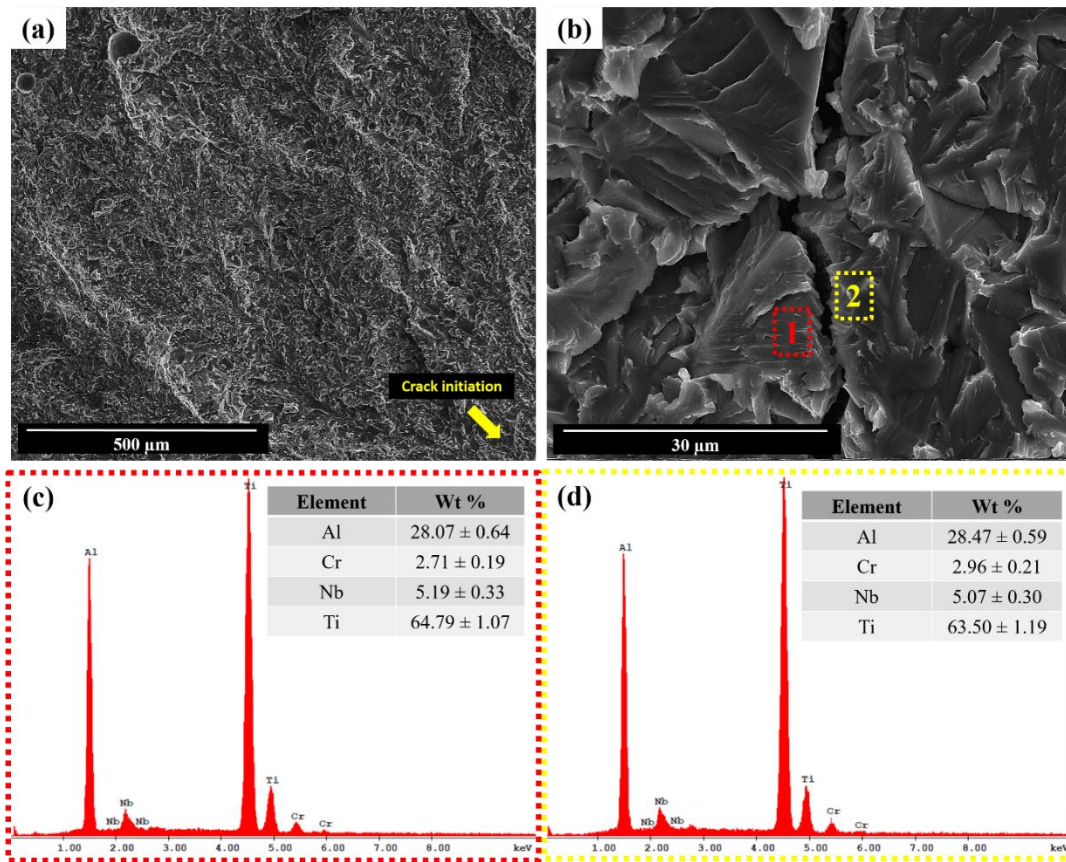 (a)
Crack initiation
500 µm
(b)
1
2
30 µm
(c)
Element Wt %
Al 28.07 ± 0.64
Cr 2.71 ± 0.19
Nb 5.19 ± 0.33
Ti 64.79 ± 1.07
Ti
Al
Nb
Nb Nb
Ti
Cr
Cr
1.00 2.00 3.00 4.00 5.00 6.00 7.00 8.00 keV
(d)
Element Wt %
Al 28.47 ± 0.59
Cr 2.96 ± 0.21
Nb 5.07 ± 0.30
Ti 63.50 ± 1.19
Ti
Al
Nb
Nb Nb
Ti
Cr
Cr
1.00 2.00 3.00 4.00 5.00 6.00 7.00 8.00 keV